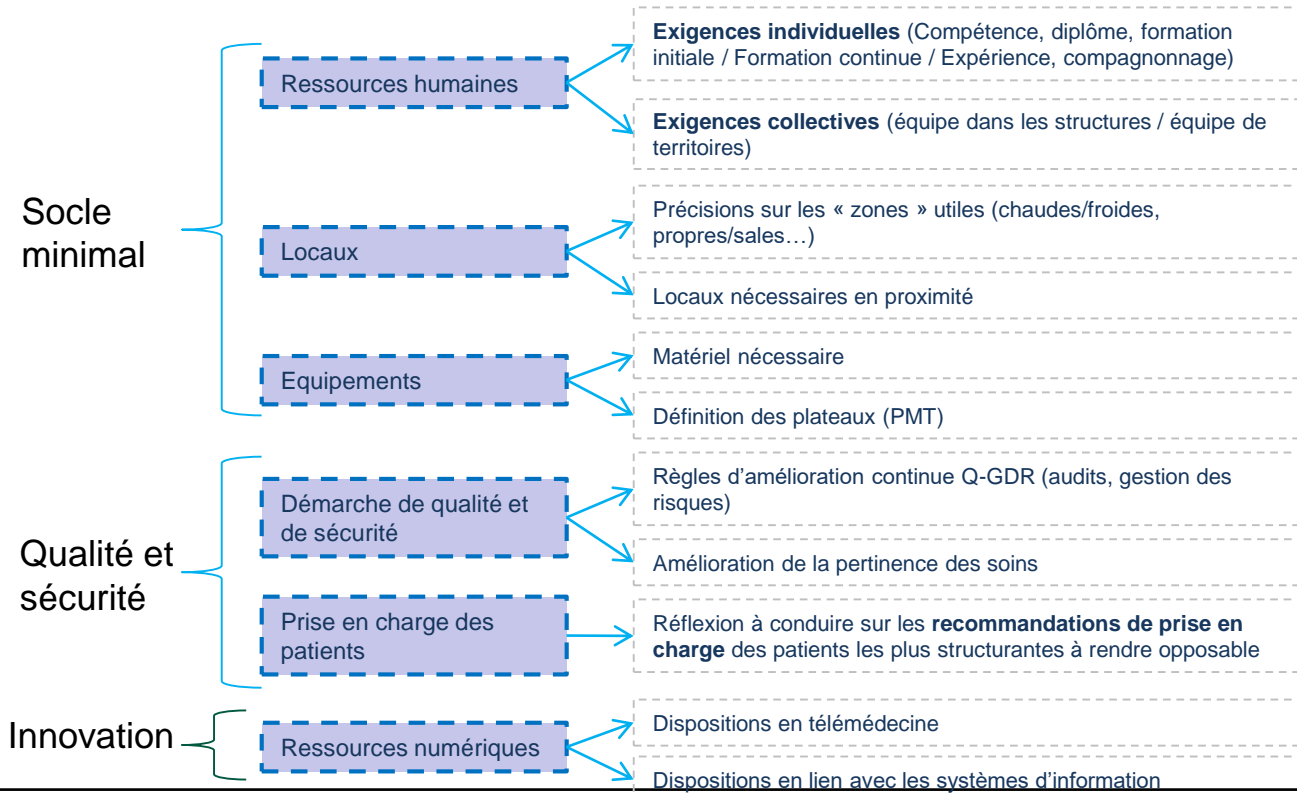 Socle
minimal
Ressources humaines
Exigences individuelles (Compétence, diplôme, formation
initiale / Formation continue / Expérience, compagnonnage)
Exigences collectives (équipe dans les structures / équipe de
territoires)
Locaux
Précisions sur les « zones » utiles (chaudes/froides,
propres/sales…)
Locaux nécessaires en proximité
Equipements
Matériel nécessaire
Définition des plateaux (PMT)
Qualité et
sécurité
Démarche de qualité et
de sécurité
Règles d’amélioration continue Q-GDR (audits, gestion des
risques)
Amélioration de la pertinence des soins
Prise en charge des
patients
Réflexion à conduire sur les recommandations de prise en
charge des patients les plus structurantes à rendre opposable
Innovation
Ressources numériques
Dispositions en télémédecine
Dispositions en lien avec les systèmes d’information